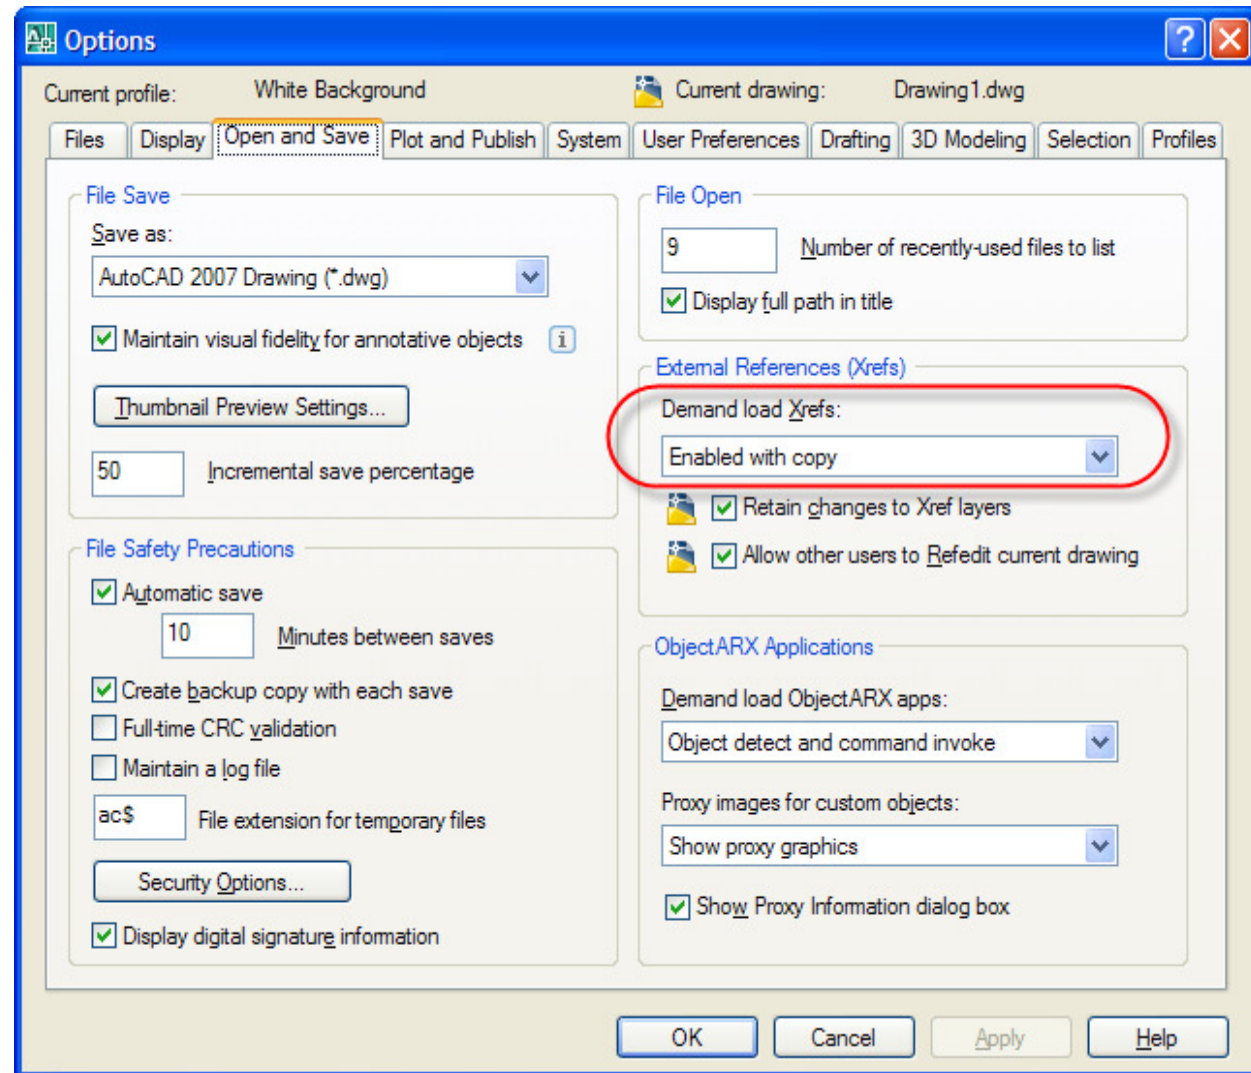 Options
Current profile: White Background Current drawing: Drawing1.dwg
Files Display Open and Save Plot and Publish System User Preferences Drafting 3D Modeling Selection Profiles
File Save
Save as:
AutoCAD 2007 Drawing (*.dwg)
Maintain visual fidelity for annotative objects i
Thumbnail Preview Settings...
50 Incremental save percentage
File Safety Precautions
Automatic save
10 Minutes between saves
Create backup copy with each save
Full-time CRC validation
Maintain a log file
ac$ File extension for temporary files
Security Options...
Display digital signature information
File Open
9 Number of recently-used files to list
Display full path in title
External References (Xrefs)
Demand load Xrefs:
Enabled with copy
Retain changes to Xref layers
Allow other users to Refedit current drawing
ObjectARX Applications
Demand load ObjectARX apps:
Object detect and command invoke
Proxy images for custom objects:
Show proxy graphics
Show Proxy Information dialog box
OK Cancel Apply Help